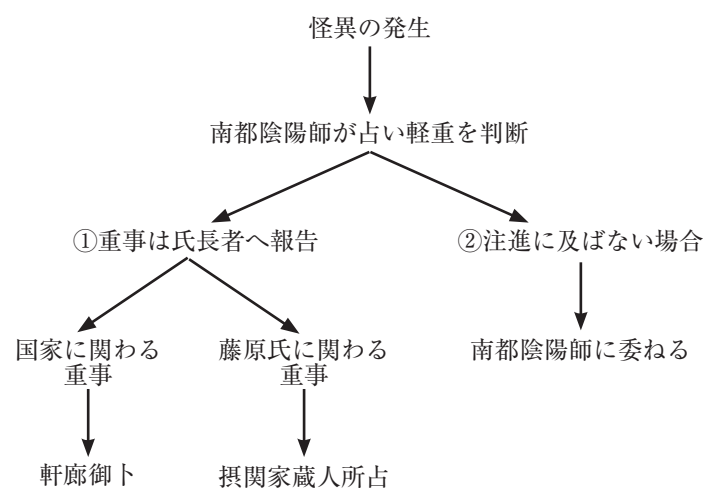 怪異の発生
南都陰陽師が占い軽重を判断
①重事は氏長者へ報告
②注進に及ばない場合
国家に関わる
重事
藤原氏に関わる
重事
南都陰陽師に委ねる
軒廊御卜
摂関家蔵人所占